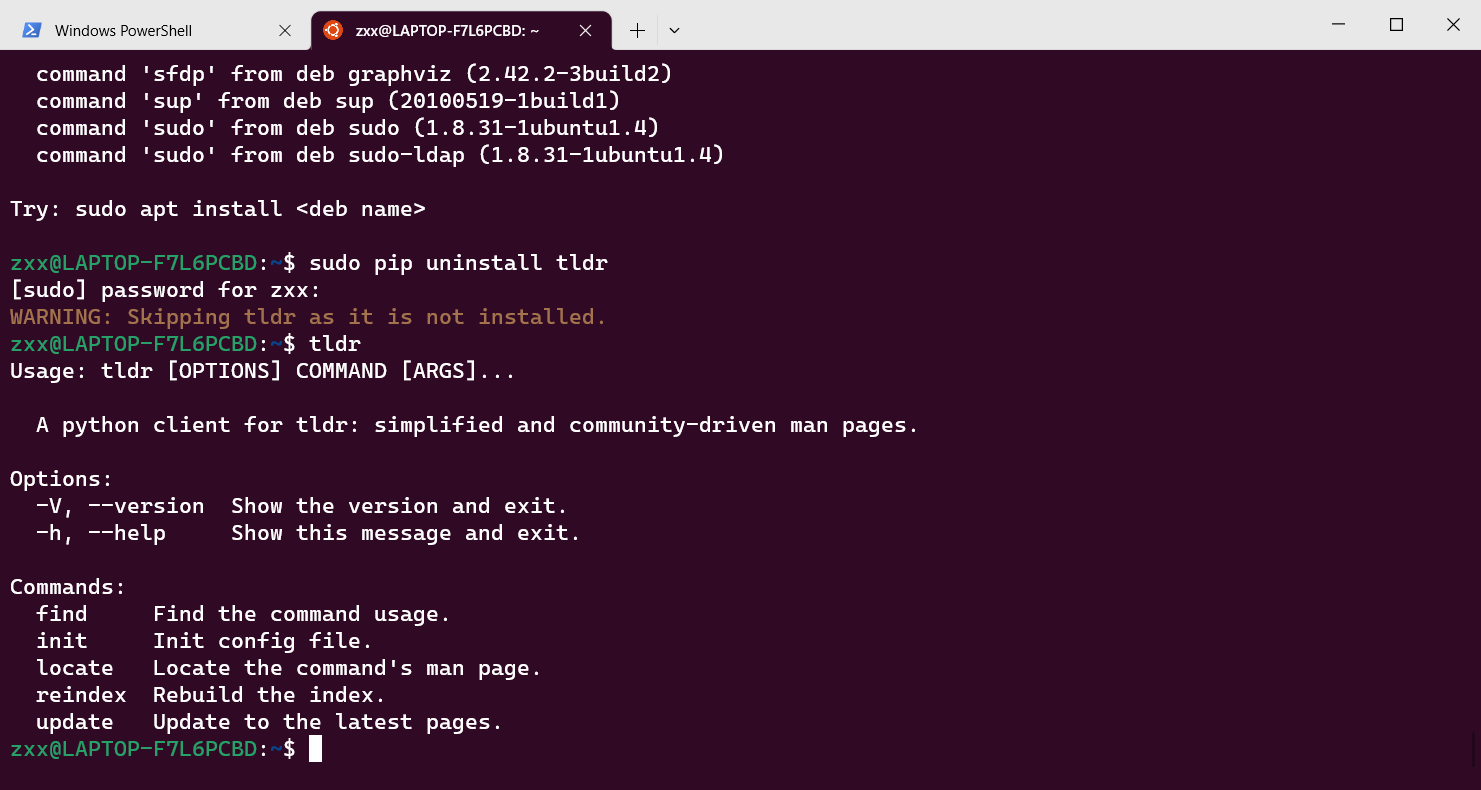 Windows PowerShell
zxx@LAPTOP-F7L6PCBD: ~
command 'sfdp' from deb graphviz (2.42.2-3build2)
command 'sup' from deb sup (20100519-1build1)
command 'sudo' from deb sudo (1.8.31-1ubuntu1.4)
command 'sudo' from deb sudo-ldap (1.8.31-1ubuntu1.4)
Try: sudo apt install <deb name>
zxx@LAPTOP-F7L6PCBD:~$ sudo pip uninstall tldr
[sudo] password for zxx:
WARNING: Skipping tldr as it is not installed.
zxx@LAPTOP-F7L6PCBD:~$ tldr
Usage: tldr [OPTIONS] COMMAND [ARGS]...
A python client for tldr: simplified and community-driven man pages.
Options:
-V, --version  Show the version and exit.
-h, --help     Show this message and exit.
Commands:
find     Find the command usage.
init     Init config file.
locate   Locate the command's man page.
reindex  Rebuild the index.
update   Update to the latest pages.
zxx@LAPTOP-F7L6PCBD:~$